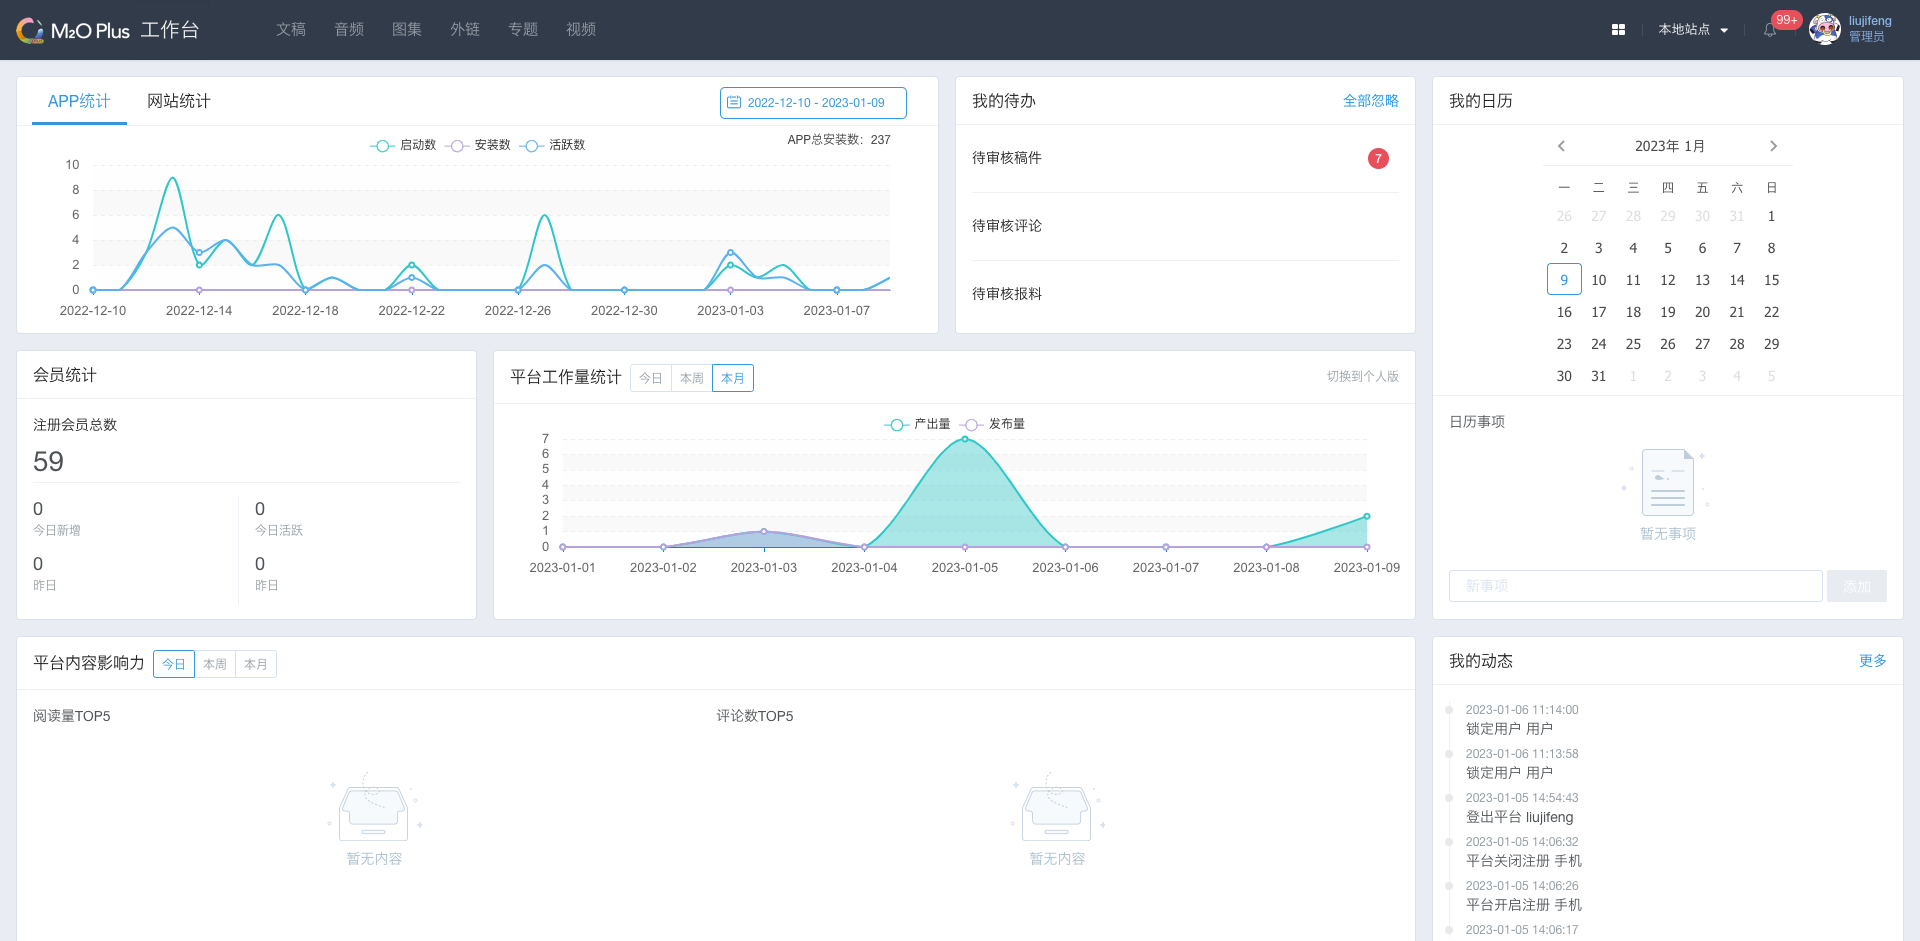 M2O Plus 工作台
文稿 音频 图集 外链 专题 视频
本地站点
99+
liujifeng
管理员
APP统计 网站统计
2022-12-10 - 2023-01-09
启动数 安装数 活跃数
APP总安装数：237
10
8
6
4
2
0
2022-12-10 2022-12-14 2022-12-18 2022-12-22 2022-12-26 2022-12-30 2023-01-03 2023-01-07
我的待办 全部忽略
待审核稿件 7
待审核评论
待审核报料
我的日历
2023年 1月
一 二 三 四 五 六 日
26 27 28 29 30 31 1
2 3 4 5 6 7 8
9 10 11 12 13 14 15
16 17 18 19 20 21 22
23 24 25 26 27 28 29
30 31 1 2 3 4 5
日历事项
暂无事项
新事项 添加
会员统计
注册会员总数
59
0 0
今日新增 今日活跃
0 0
昨日 昨日
平台工作量统计 今日 本周 本月 切换到个人版
产出量 发布量
7
6
5
4
3
2
1
0
2023-01-01 2023-01-02 2023-01-03 2023-01-04 2023-01-05 2023-01-06 2023-01-07 2023-01-08 2023-01-09
平台内容影响力 今日 本周 本月
阅读量TOP5 评论数TOP5
暂无内容 暂无内容
我的动态 更多
2023-01-06 11:14:00
锁定用户 用户
2023-01-06 11:13:58
锁定用户 用户
2023-01-05 14:54:43
登出平台 liujifeng
2023-01-05 14:06:32
平台关闭注册 手机
2023-01-05 14:06:26
平台开启注册 手机
2023-01-05 14:06:17